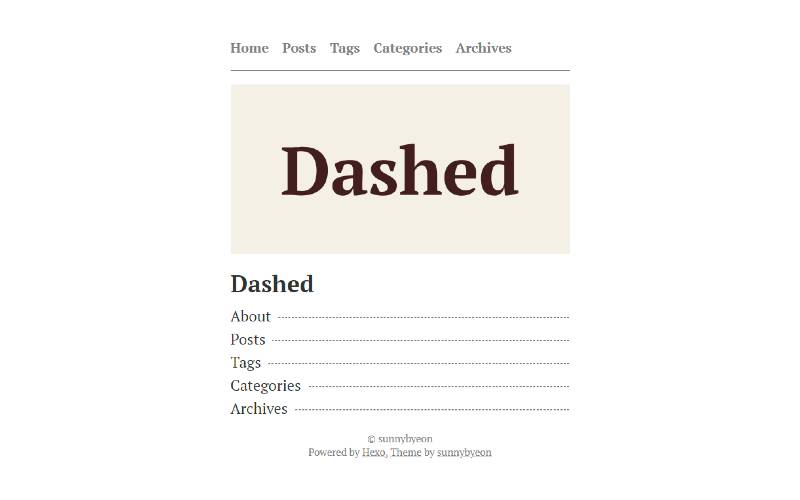 Home Posts Tags Categories Archives
Dashed
Dashed
About
Posts
Tags
Categories
Archives
© sunnybyeon
Powered by Hexo, Theme by sunnybyeon